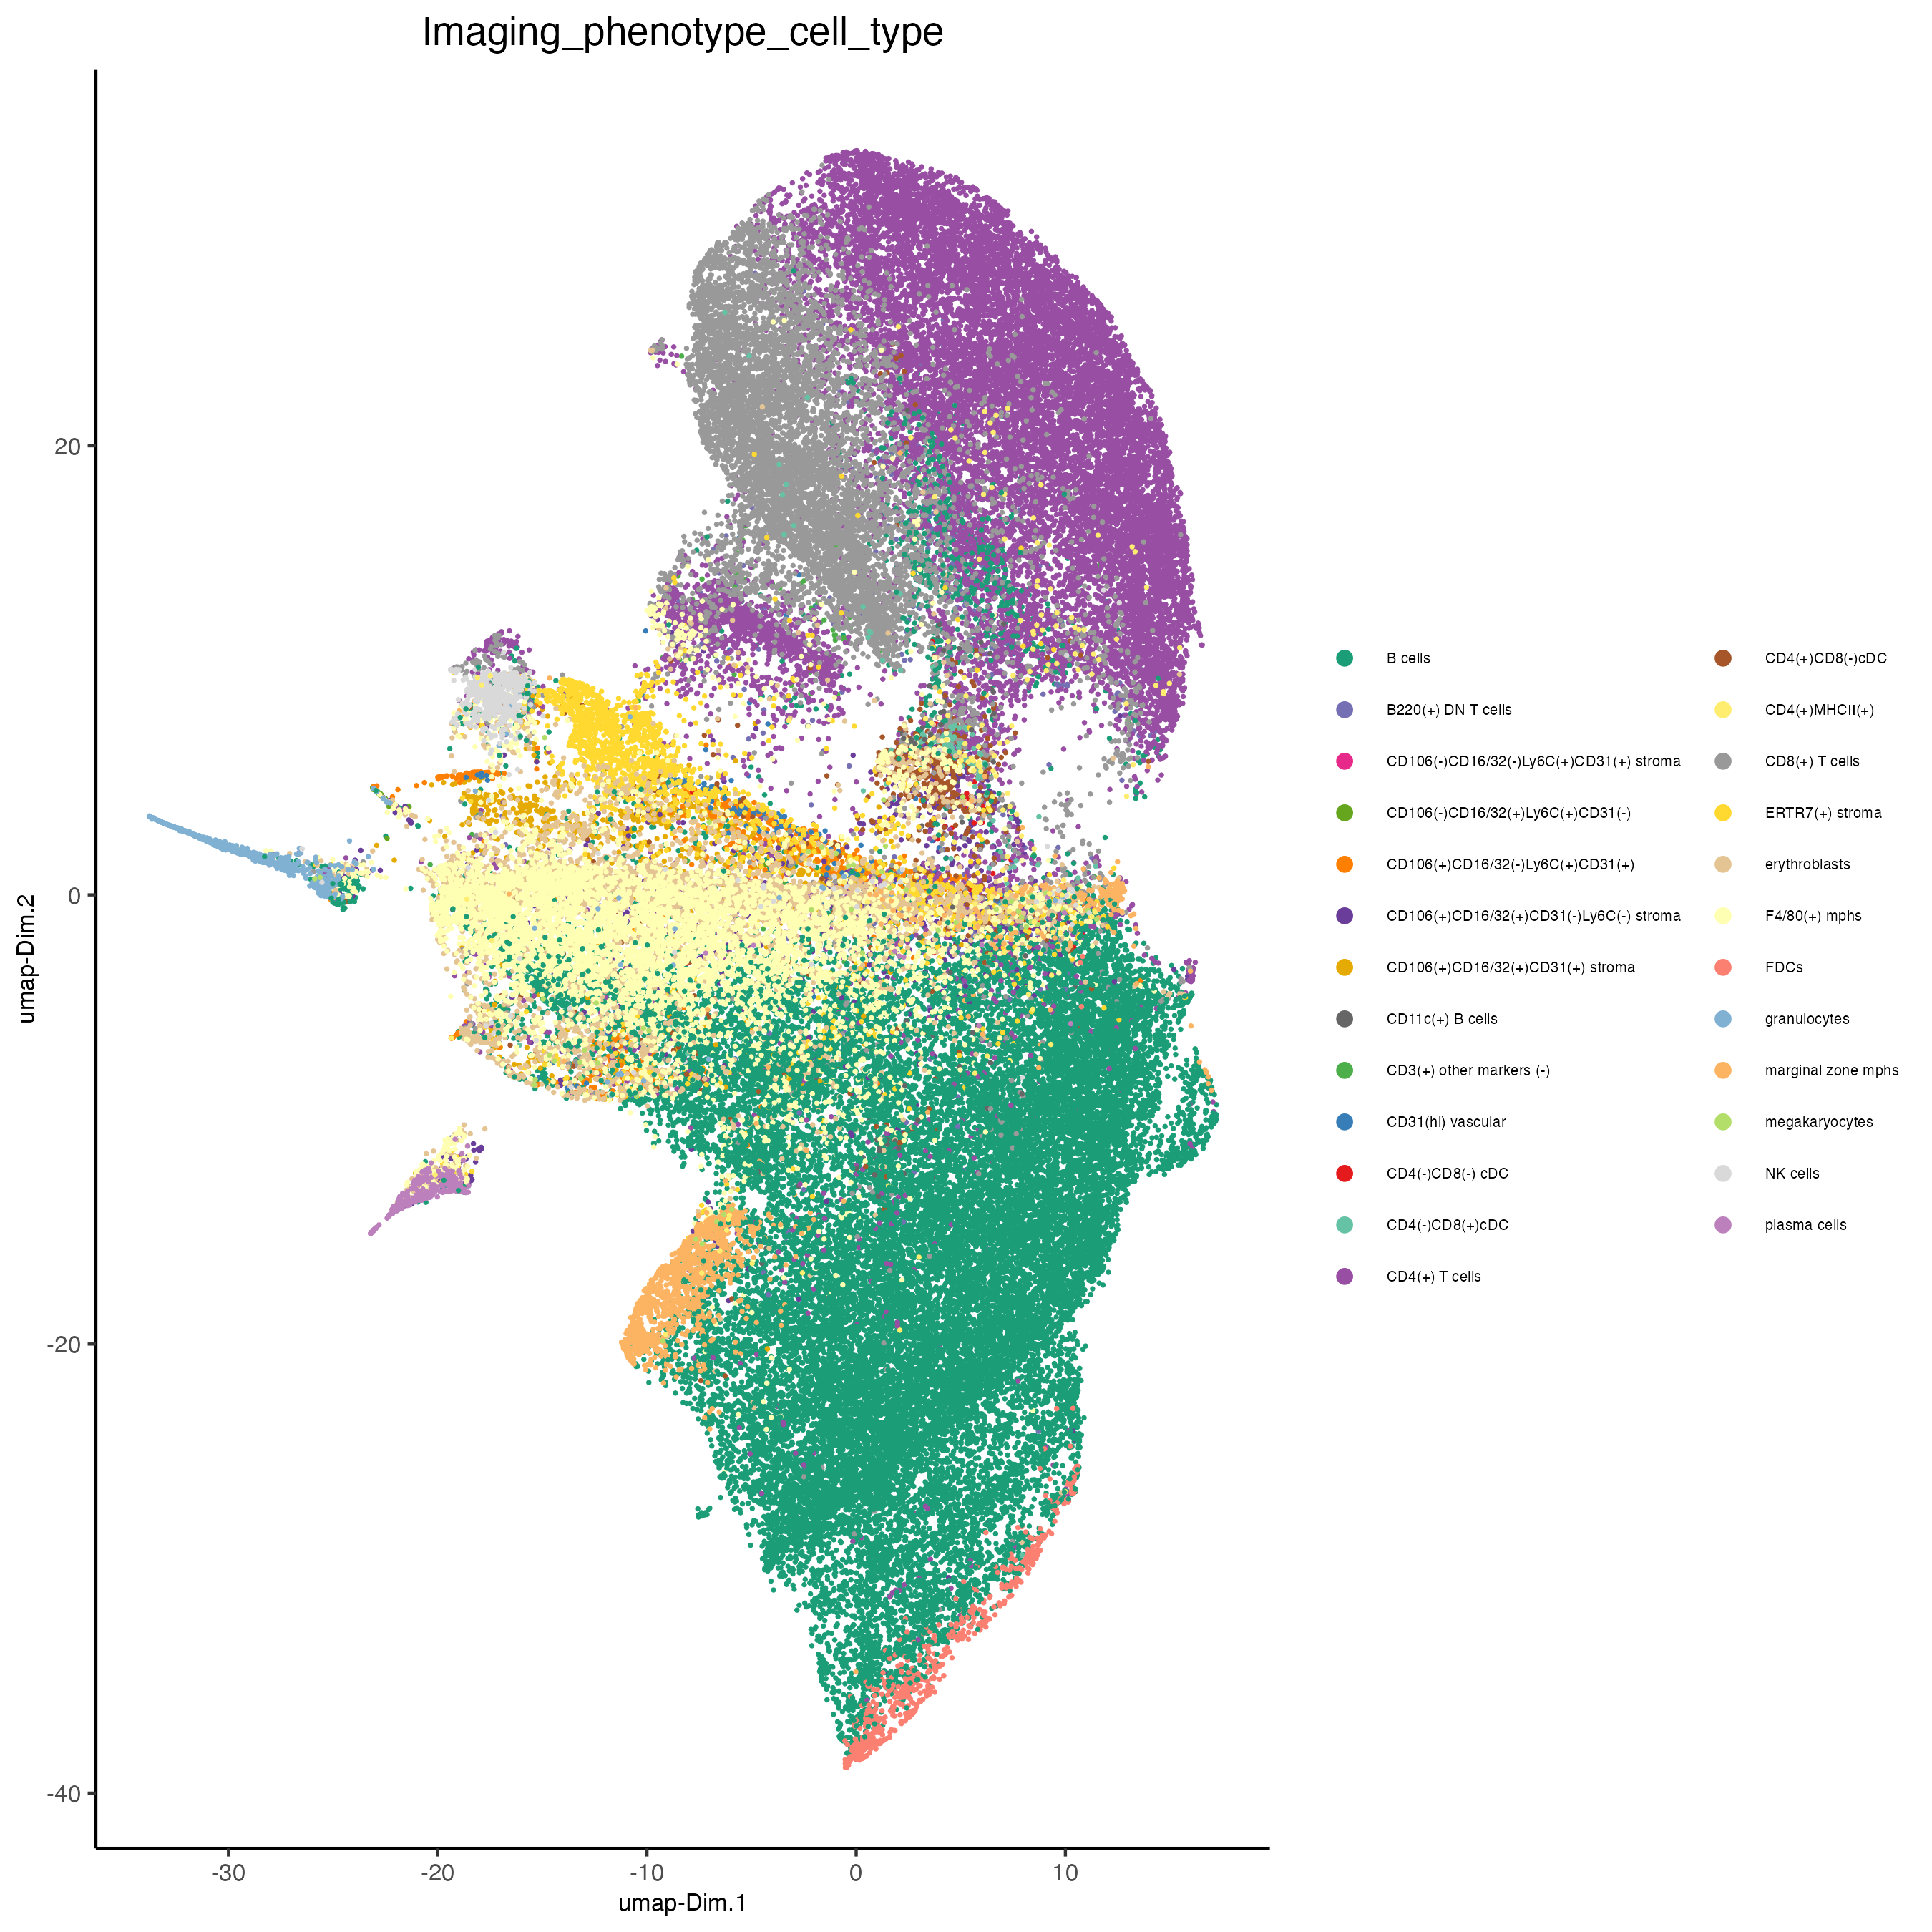 Imaging_phenotype_cell_type
20
0
-20
-40
umap-Dim.2
-30
-20
-10
0
10
umap-Dim.1
B cells
B220(+) DN T cells
CD106(-)CD16/32(-)Ly6C(+)CD31(+) stroma
CD106(-)CD16/32(+)Ly6C(+)CD31(-)
CD106(+)CD16/32(-)Ly6C(+)CD31(+)
CD106(+)CD16/32(+)CD31(-)Ly6C(-) stroma
CD106(+)CD16/32(+)CD31(+) stroma
CD11c(+) B cells
CD3(+) other markers (-)
CD31(hi) vascular
CD4(-)CD8(-) cDC
CD4(-)CD8(+)cDC
CD4(+) T cells
CD4(+)CD8(-)cDC
CD4(+)MHCII(+)
CD8(+) T cells
ERTR7(+) stroma
erythroblasts
F4/80(+) mphs
FDCs
granulocytes
marginal zone mphs
megakaryocytes
NK cells
plasma cells